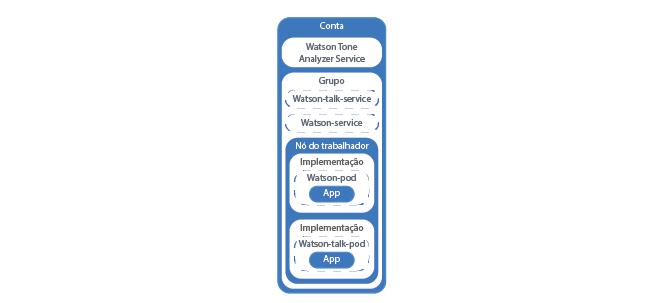 Conta
Watson Tone
Analyzer Service
Grupo
Watson-talk-service
Watson-service
Nó do trabalhador
Implementação
Watson-pod
App
Implementação
Watson-talk-pod
App